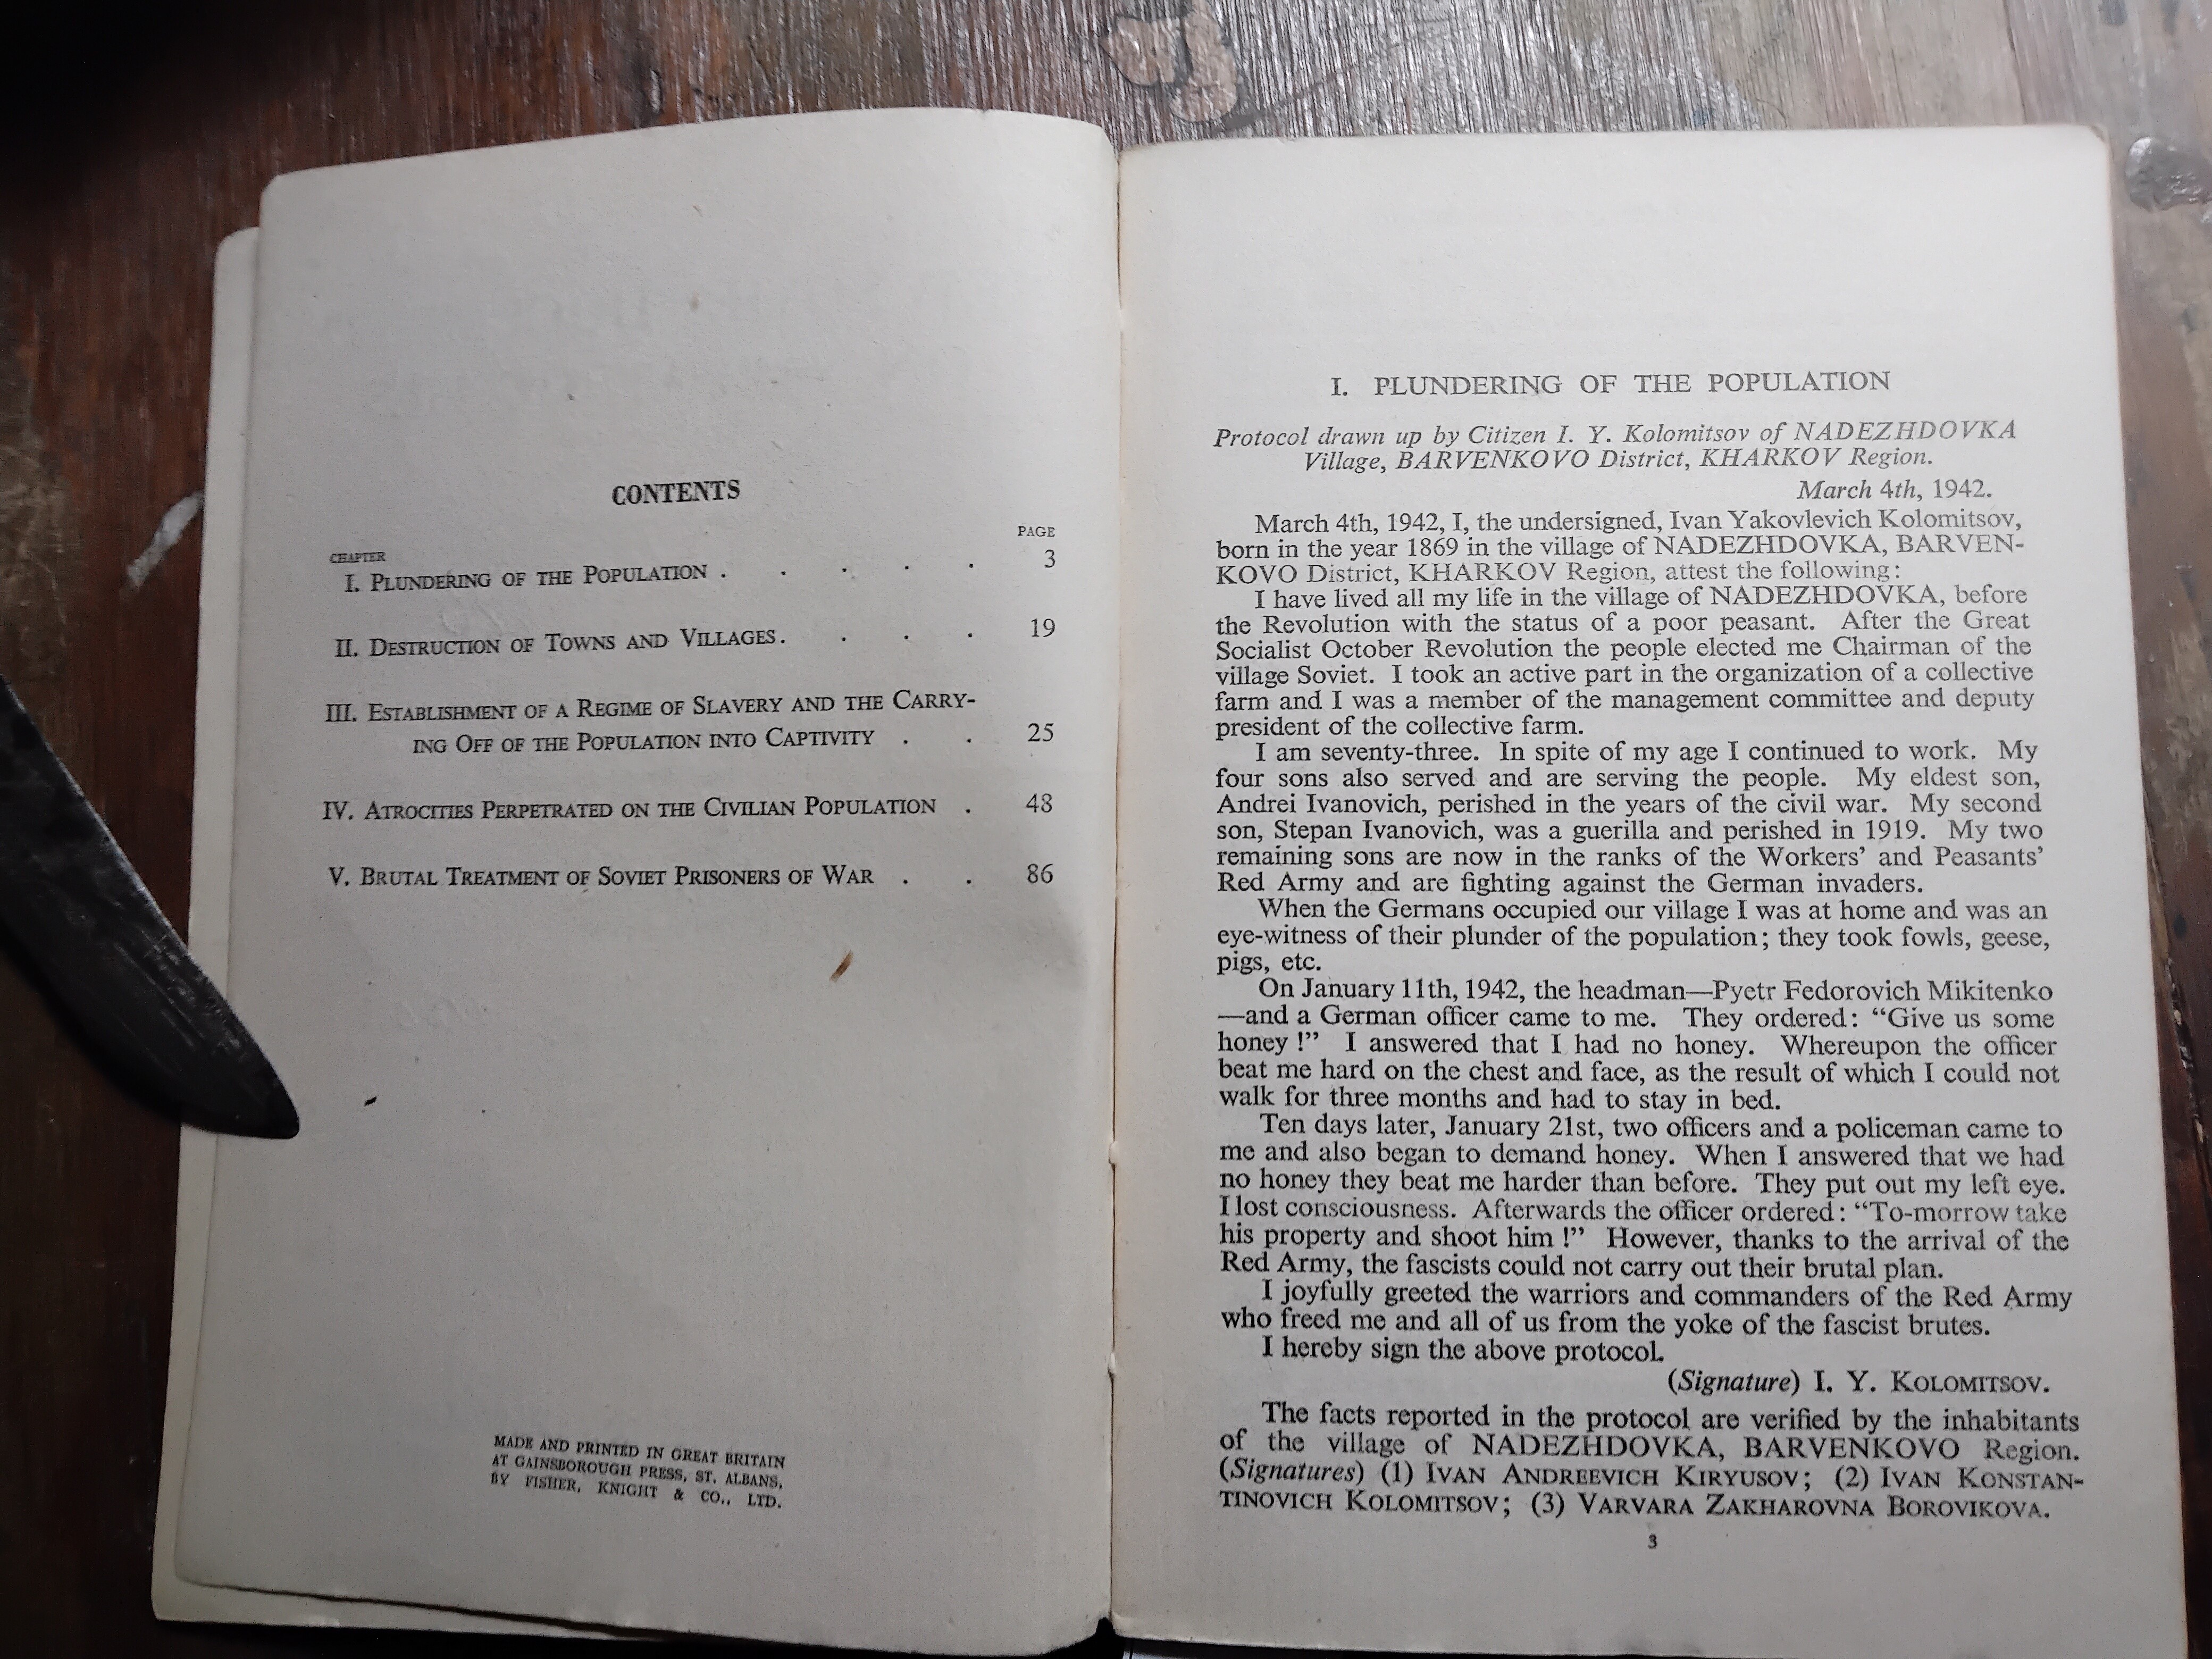 CONTENTS
PAGE
CHAPTER
I. PLUNDERING OF THE POPULATION . . . . . 3
II. DESTRUCTION OF TOWNS AND VILLAGES . . . . 19
III. ESTABLISHMENT OF A REGIME OF SLAVERY AND THE CARRY-
ING OFF OF THE POPULATION INTO CAPTIVITY . . 25
IV. ATROCITIES PERPETRATED ON THE CIVILIAN POPULATION . 48
V. BRUTAL TREATMENT OF SOVIET PRISONERS OF WAR . . 86
MADE AND PRINTED IN GREAT BRITAIN
AT GAINSBOROUGH PRESS, ST. ALBANS,
BY FISHER, KNIGHT & CO., LTD.
I. PLUNDERING OF THE POPULATION
Protocol drawn up by Citizen I. Y. Kolomitsov of NADEZHDOVKA
Village, BARVENKOVO District, KHARKOV Region.
March 4th, 1942.
March 4th, 1942, I, the undersigned, Ivan Yakovlevich Kolomitsov,
born in the year 1869 in the village of NADEZHDOVKA, BARVEN-
KOVO District, KHARKOV Region, attest the following:
I have lived all my life in the village of NADEZHDOVKA, before
the Revolution with the status of a poor peasant. After the Great
Socialist October Revolution the people elected me Chairman of the
village Soviet. I took an active part in the organization of a collective
farm and I was a member of the management committee and deputy
president of the collective farm.
I am seventy-three. In spite of my age I continued to work. My
four sons also served and are serving the people. My eldest son,
Andrei Ivanovich, perished in the years of the civil war. My second
son, Stepan Ivanovich, was a guerilla and perished in 1919. My two
remaining sons are now in the ranks of the Workers' and Peasants'
Red Army and are fighting against the German invaders.
When the Germans occupied our village I was at home and was an
eye-witness of their plunder of the population; they took fowls, geese,
pigs, etc.
On January 11th, 1942, the headman—Pyetr Fedorovich Mikitenko
—and a German officer came to me. They ordered: "Give us some
honey!" I answered that I had no honey. Whereupon the officer
beat me hard on the chest and face, as the result of which I could not
walk for three months and had to stay in bed.
Ten days later, January 21st, two officers and a policeman came to
me and also began to demand honey. When I answered that we had
no honey they beat me harder than before. They put out my left eye.
I lost consciousness. Afterwards the officer ordered: "To-morrow take
his property and shoot him!" However, thanks to the arrival of the
Red Army, the fascists could not carry out their brutal plan.
I joyfully greeted the warriors and commanders of the Red Army
who freed me and all of us from the yoke of the fascist brutes.
I hereby sign the above protocol.
(Signature) I. Y. KOLOMITSOV.
The facts reported in the protocol are verified by the inhabitants
of the village of NADEZHDOVKA, BARVENKOVO Region.
(Signatures) (1) IVAN ANDREEVICH KIRYUSOV; (2) IVAN KONSTAN-
TINOVICH KOLOMITSOV; (3) VARVARA ZAKHAROVNA BOROVIKOVA.
3